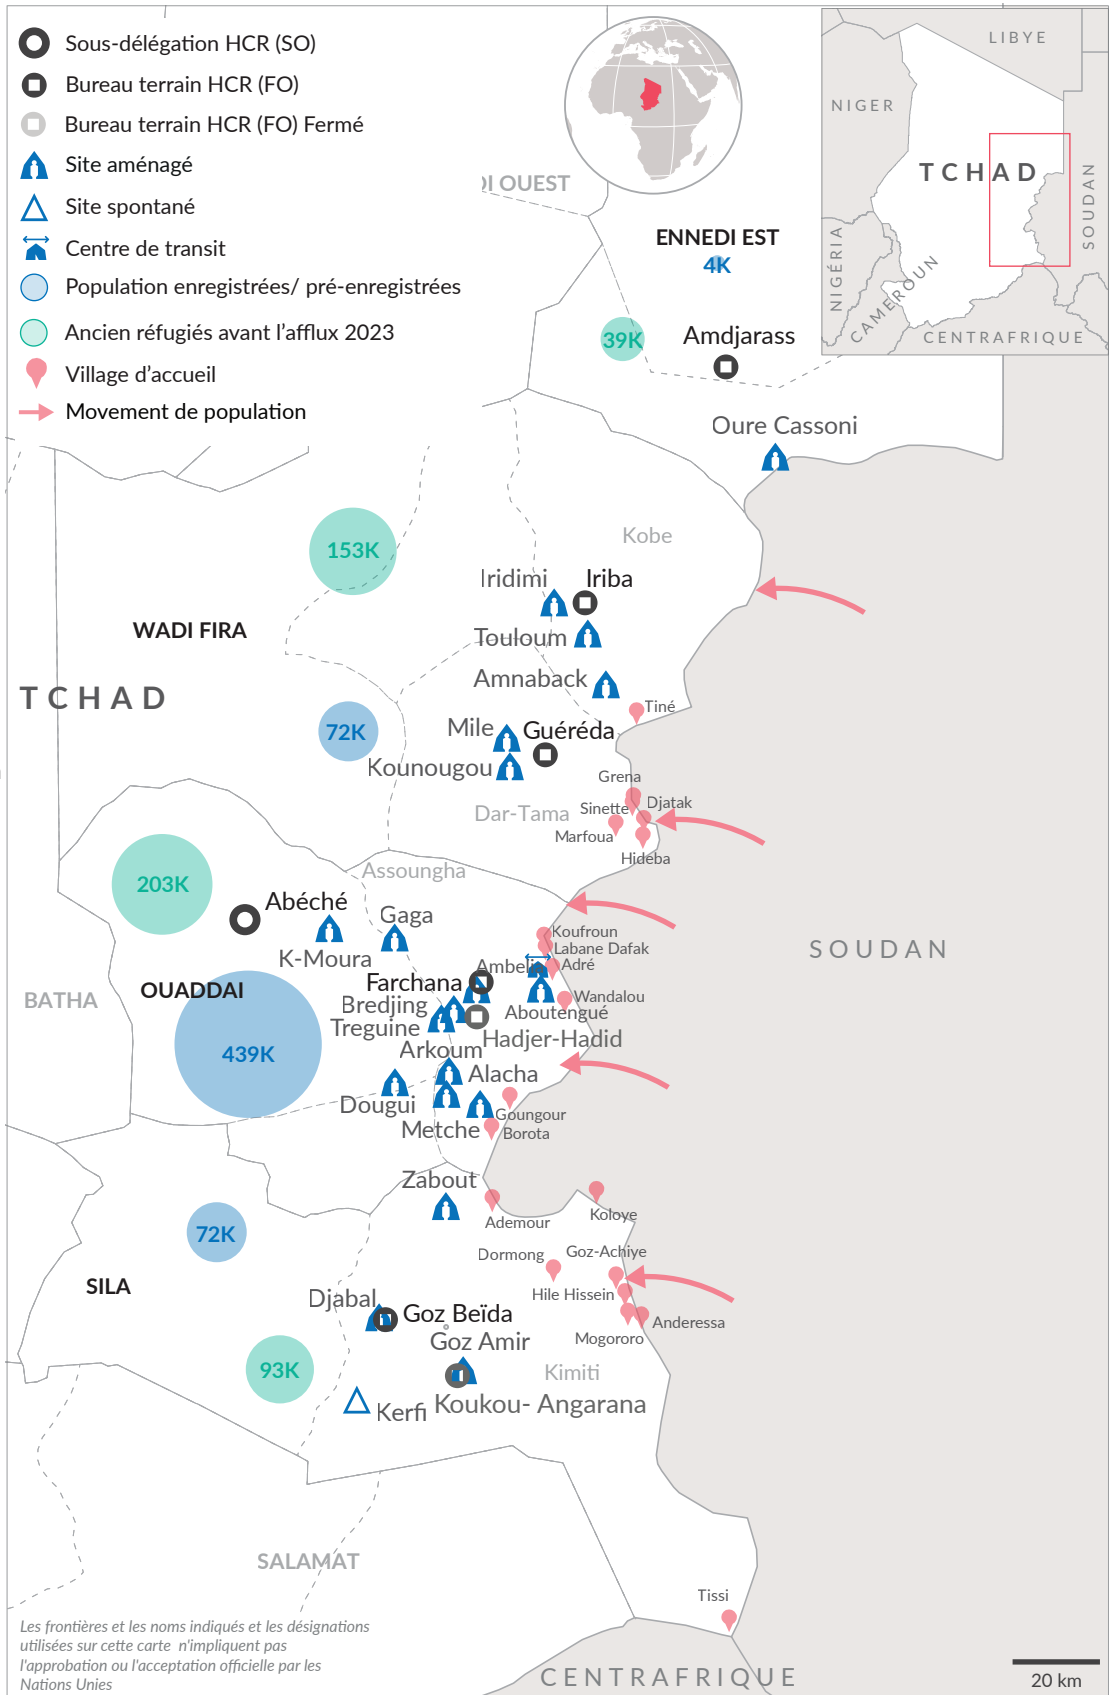 Sous-délégation HCR (SO)
Bureau terrain HCR (FO)
Bureau terrain HCR (FO) Fermé
Site aménagé
Site spontané
Centre de transit
Population enregistrées/ pré-enregistrées
Ancien réfugiés avant l'afflux 2023
Village d'accueil
Movement de population
LIBYE
NIGER
TCHAD
SOUDAN
NIGÉRIA
CAMEROUN
CENTRAFRIQUE
DI OUEST
ENNEDI EST
4K
39K
Amdjarass
Oure Cassoni
153K
Kobe
Iridimi
Iriba
WADI FIRA
Touloum
TCHAD
Amnaback
Tiné
72K
Mile
Guéréda
Kounougou
Grena
Sinette
Djatak
Dar-Tama
Marfoua
Hideba
Assoungha
203K
Abéché
Gaga
Koufroun
K-Moura
Labane Dafak
Ambelia
Adré
SOUDAN
Farchana
OUADDAI
BATHA
Bredjing
Wandalou
Treguine
Aboutengué
Hadjer-Hadid
439K
Arkoum
Alacha
Dougui
Goungour
Metche
Borota
Zabout
Ademour
Koloye
72K
Dormong
Goz-Achiye
SILA
Hile Hissein
Djabal
Goz Beïda
Anderessa
Mogororo
Goz Amir
93K
Kimiti
Kerfi
Koukou- Angarana
SALAMAT
Tissi
Les frontières et les noms indiqués et les désignations
utilisées sur cette carte n'impliquent pas
l'approbation ou l'acceptation officielle par les
Nations Unies
CENTRAFRIQUE
20 km